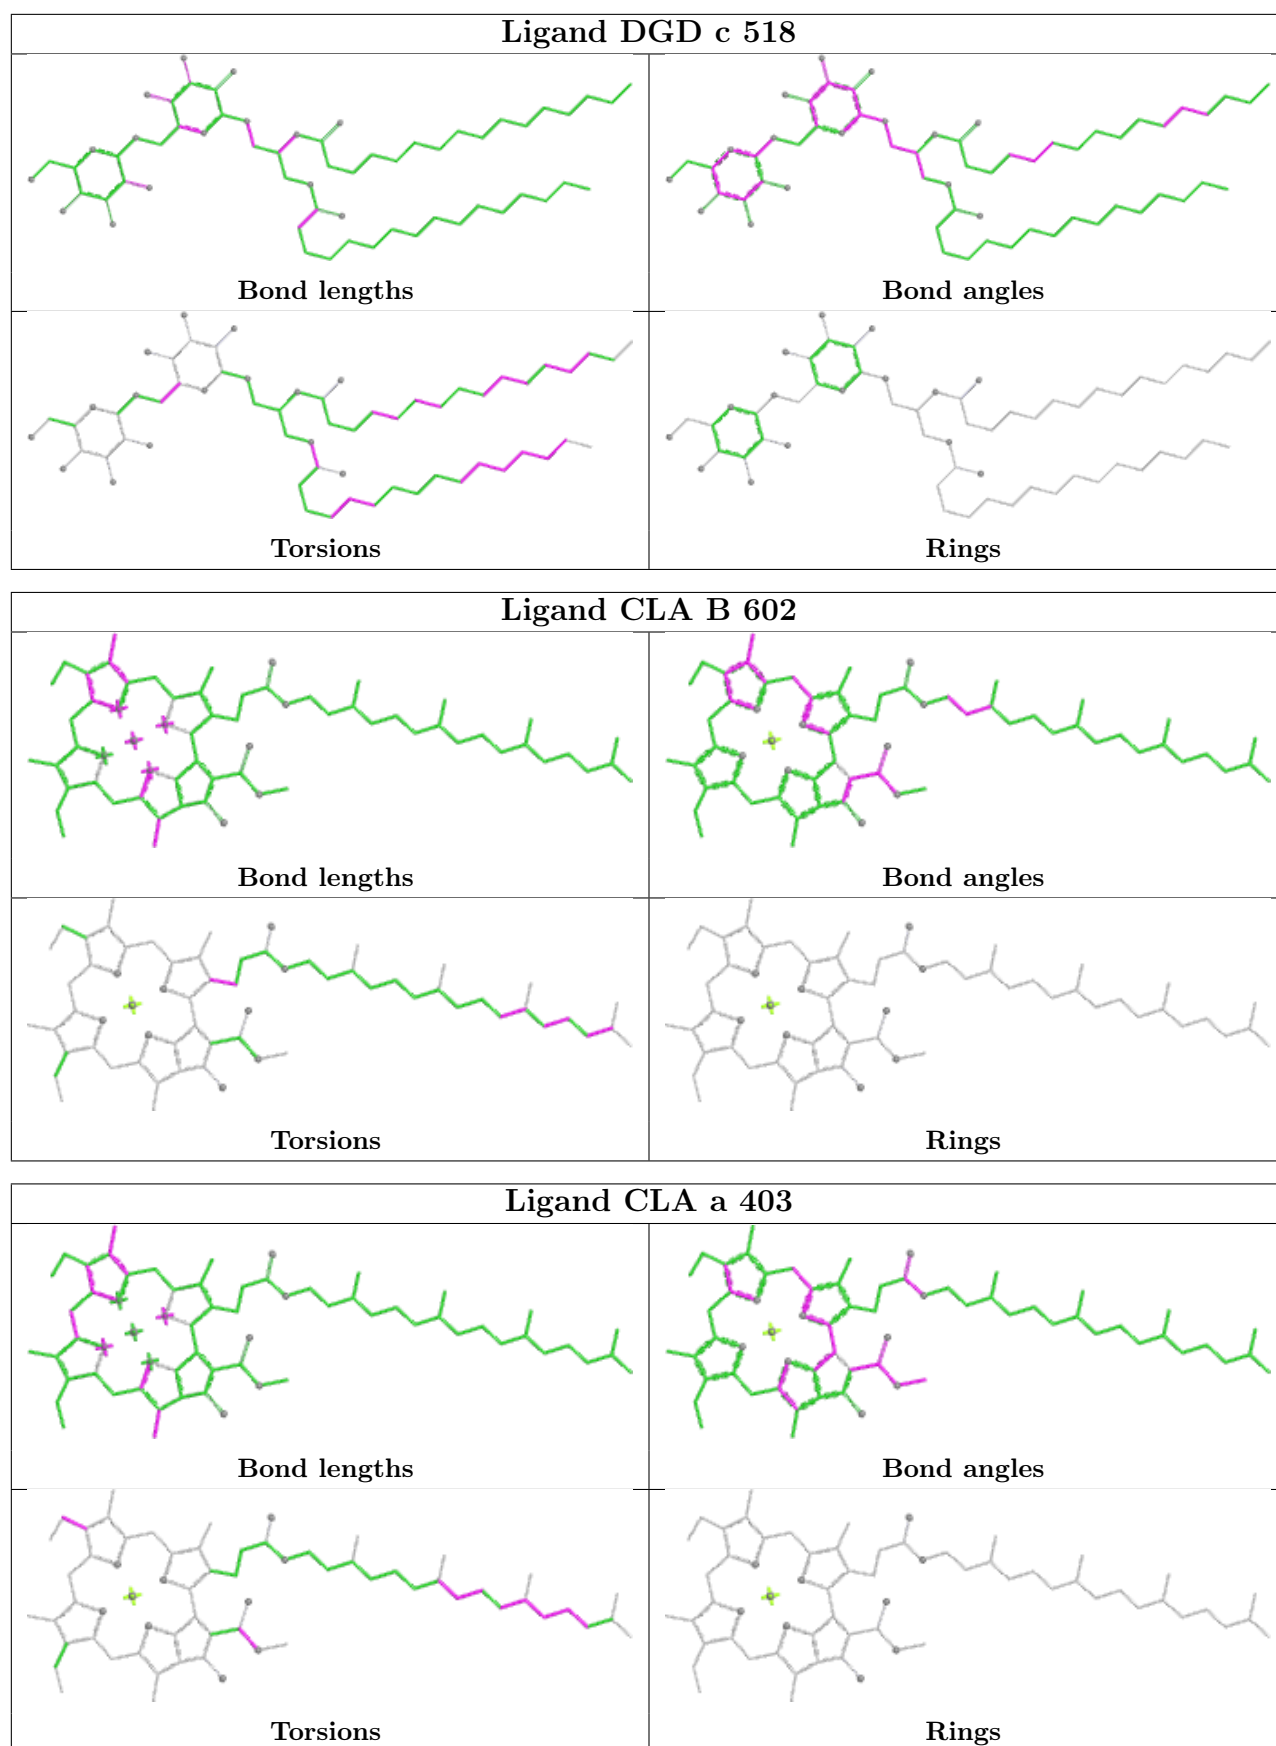 Ligand DGD c 518
Bond lengths
Bond angles
Torsions
Rings
Ligand CLA B 602
Bond lengths
Bond angles
Torsions
Rings
Ligand CLA a 403
Bond lengths
Bond angles
Torsions
Rings